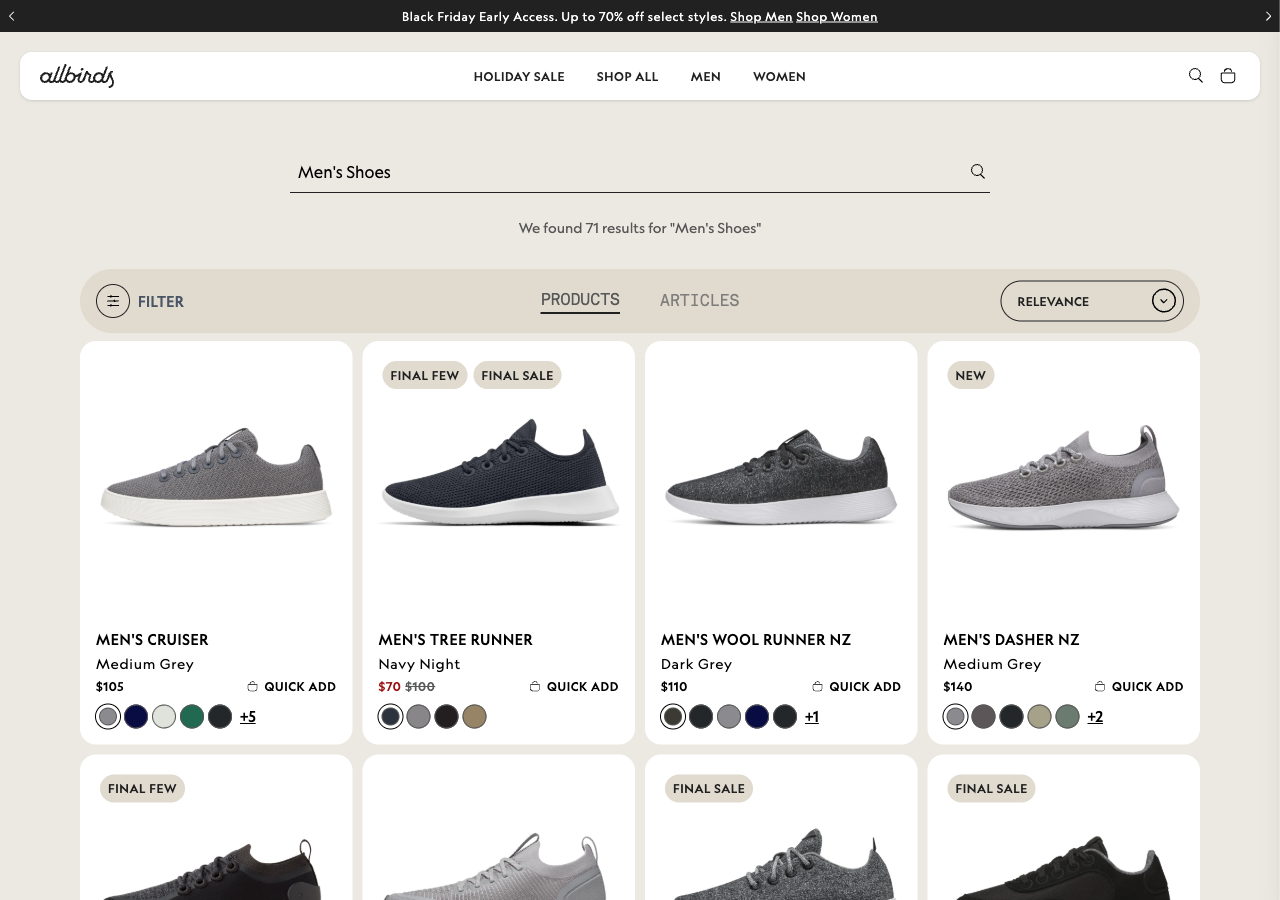 Black Friday Early Access. Up to 70% off select styles. Shop Men Shop Women
allbirds
HOLIDAY SALE
SHOP ALL
MEN
WOMEN
Men's Shoes
We found 71 results for "Men's Shoes"
FILTER
PRODUCTS
ARTICLES
RELEVANCE
MEN'S CRUISER
Medium Grey
$105
QUICK ADD
+5
FINAL FEW
FINAL SALE
MEN'S TREE RUNNER
Navy Night
$70 $100
QUICK ADD
MEN'S WOOL RUNNER NZ
Dark Grey
$110
QUICK ADD
+1
NEW
MEN'S DASHER NZ
Medium Grey
$140
QUICK ADD
+2
FINAL FEW
FINAL SALE
FINAL SALE